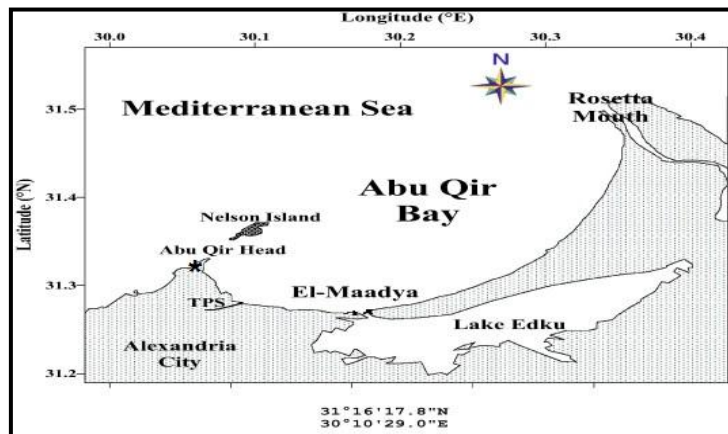 Longitude (°E)
30.0 30.1 30.2 30.3 30.4
N
31.5
Mediterranean Sea
Rosetta
Mouth
Latitude (°N)
31.4
Abu Qir
Bay
Nelson Island
Abu Qir Head
*
31.3
El-Maadya
TPS
Lake Edku
Alexandria
City
31.2
31°16'17.8"N
30°10'29.0"E